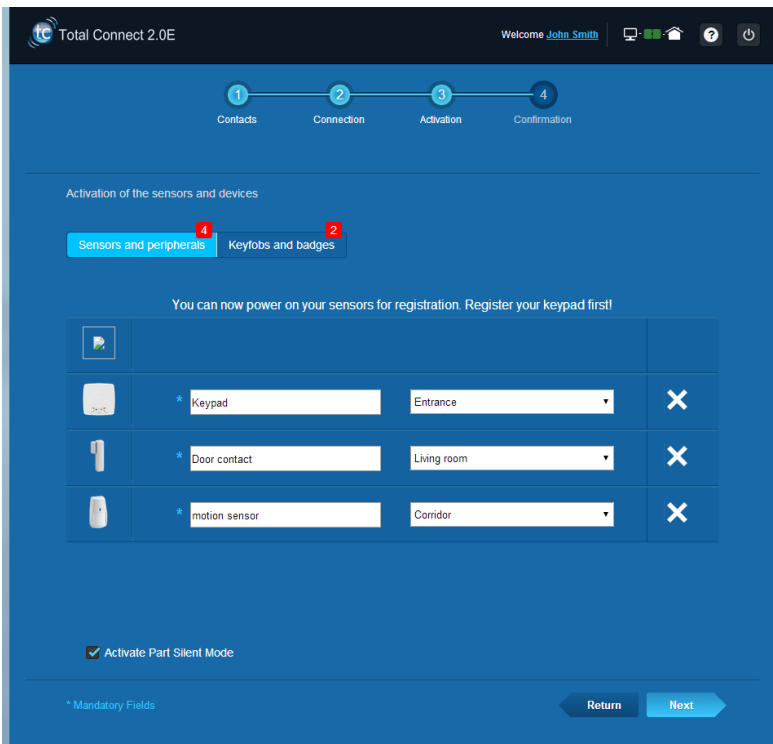 tc Total Connect 2.0E
Welcome John Smith
?
1 2 3 4
Contacts Connection Activation Confirmation
Activation of the sensors and devices
4 2
Sensors and peripherals Keyfobs and badges
You can now power on your sensors for registration. Register your keypad first!
* Keypad Entrance
* Door contact Living room
* motion sensor Corridor
Activate Part Silent Mode
* Mandatory Fields Return Next